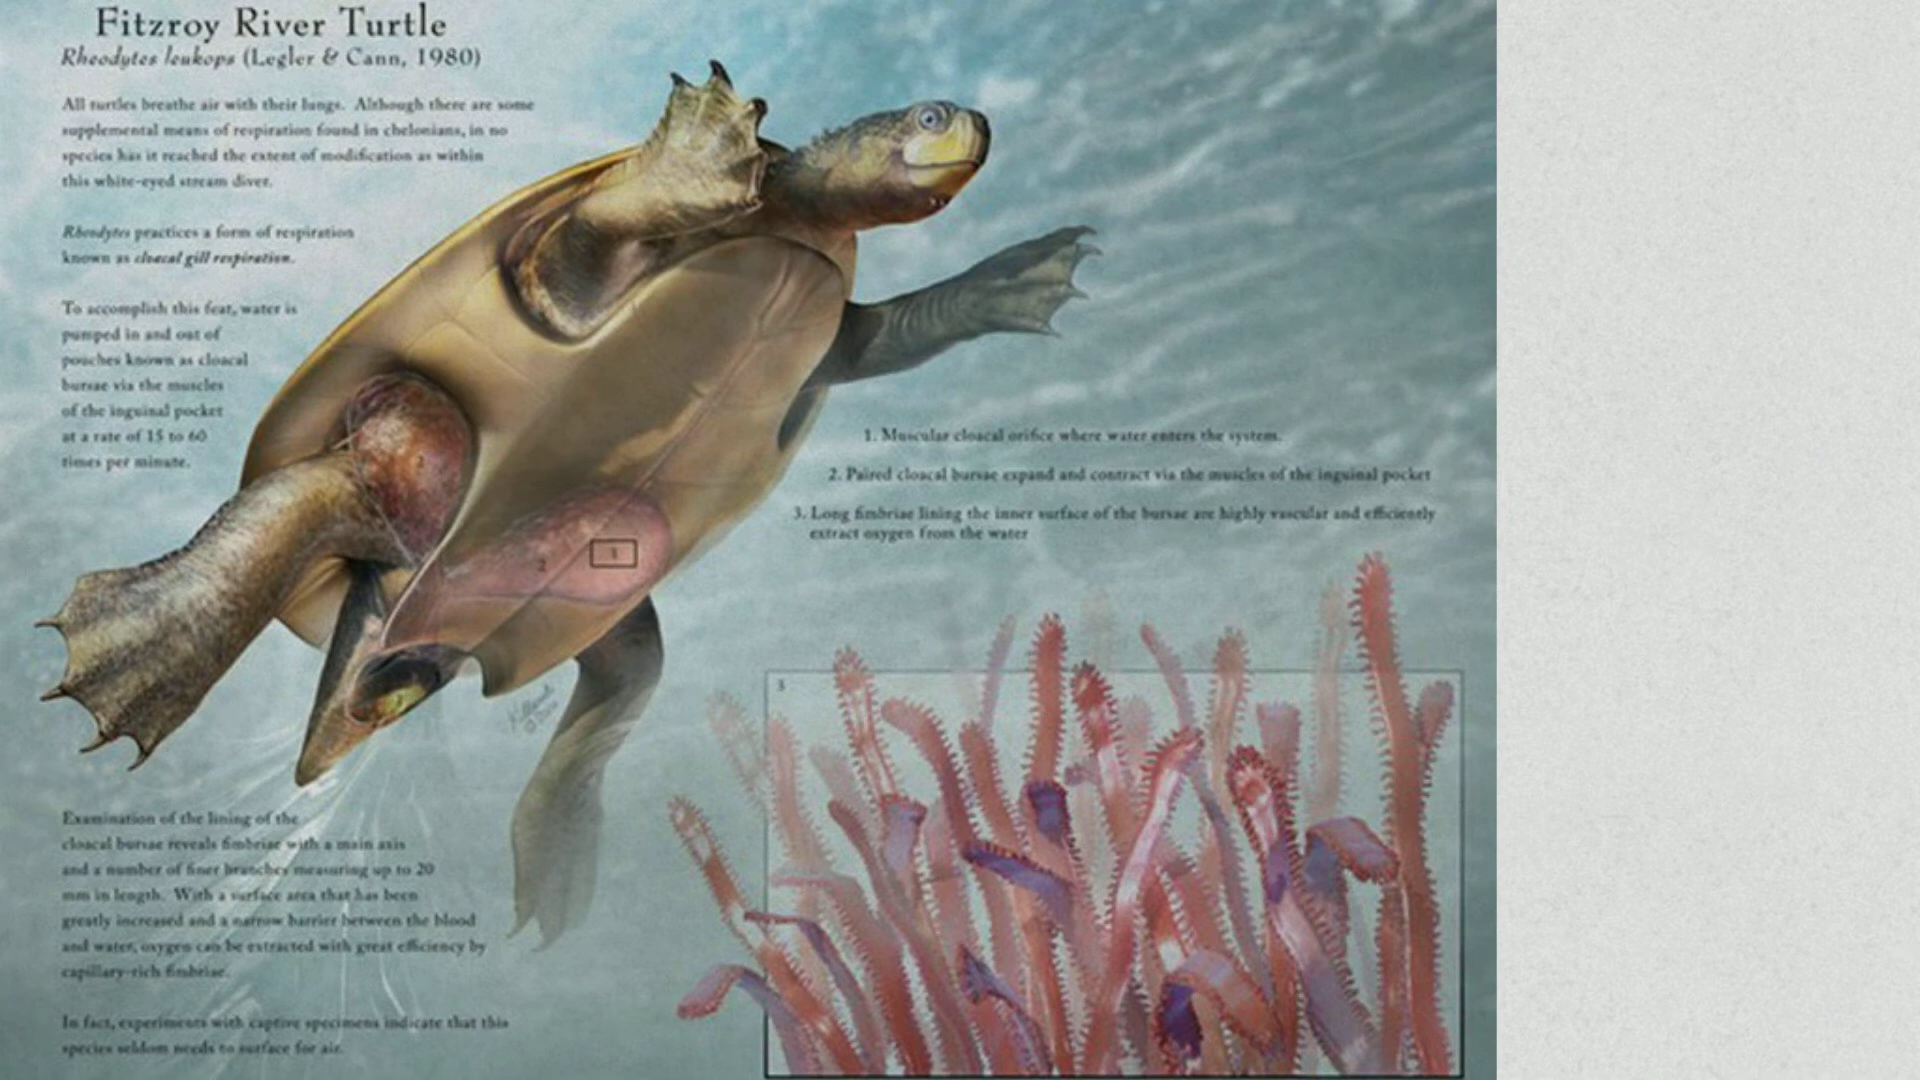 Fitzroy River Turtle
Rheodytes leukops (Legler & Cann, 1980)
All turtles breathe air with their lungs. Although there are some
supplemental means of respiration found in chelonians, in no
species has it reached the extent of modification as within
this white-eyed stream diver.
Rheodytes practices a form of respiration
known as cloacal gill respiration.
To accomplish this feat, water is
pumped in and out of
pouches known as cloacal
bursae via the muscles
of the inguinal pocket
at a rate of 15 to 60
times per minute.
1. Muscular cloacal orifice where water enters the system.
2. Paired cloacal bursae expand and contract via the muscles of the inguinal pocket
3. Long fimbriae lining the inner surface of the bursae are highly vascular and efficiently
extract oxygen from the water
2
3
3
Examination of the lining of the
cloacal bursae reveals fimbriae with a main axis
and a number of finer branches measuring up to 20
mm in length. With a surface area that has been
greatly increased and a narrow barrier between the blood
and water, oxygen can be extracted with great efficiency by
capillary-rich fimbriae.
In fact, experiments with captive specimens indicate that this
species seldom needs to surface for air.